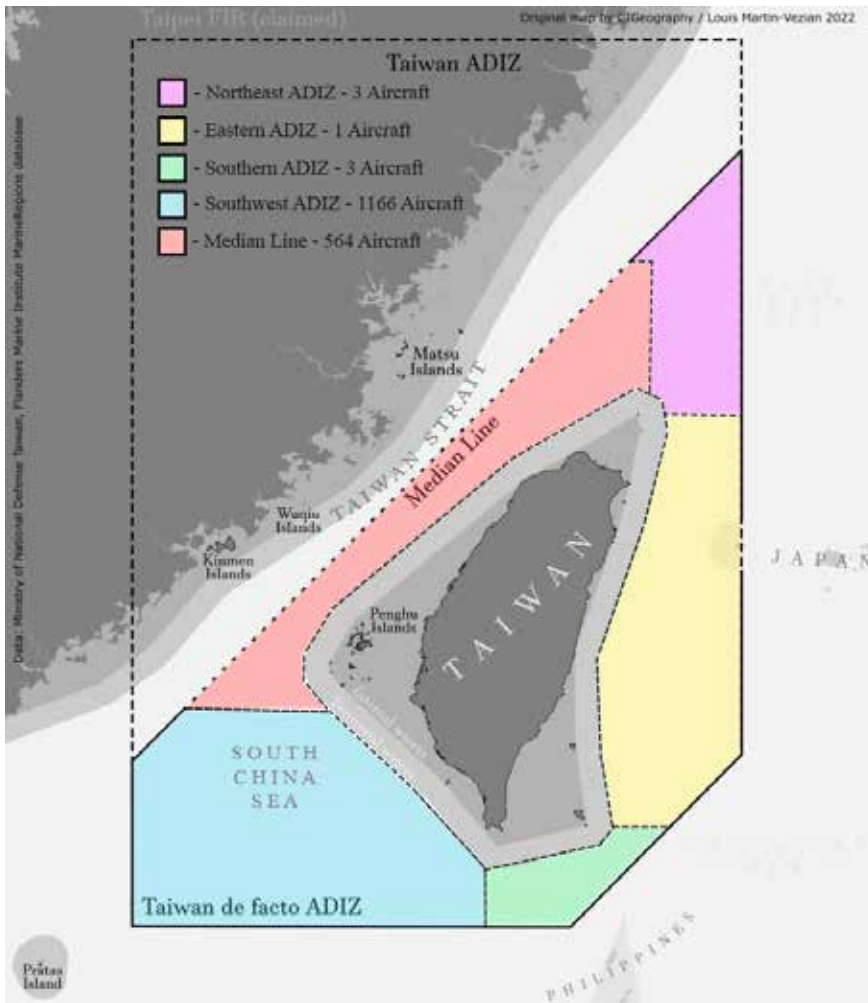 Taipei FIR (claimed)
Original map by CIGeography / Louis Martin-Vezian 2022
Taiwan ADIZ
- Northeast ADIZ - 3 Aircraft
- Eastern ADIZ - 1 Aircraft
- Southern ADIZ - 3 Aircraft
- Southwest ADIZ - 1166 Aircraft
- Median Line - 564 Aircraft
Data: Ministry of National Defense Taiwan, Flanders Marine Institute MarineRegions database
Matsu
Islands
TAIWAN STRAIT
Median Line
Wuqiu
Islands
Kinmen
Islands
JAPAN
TAIWAN
Penghu
Islands
SOUTH
CHINA
SEA
Taiwan de facto ADIZ
Pratas
Island
PHILIPPINES